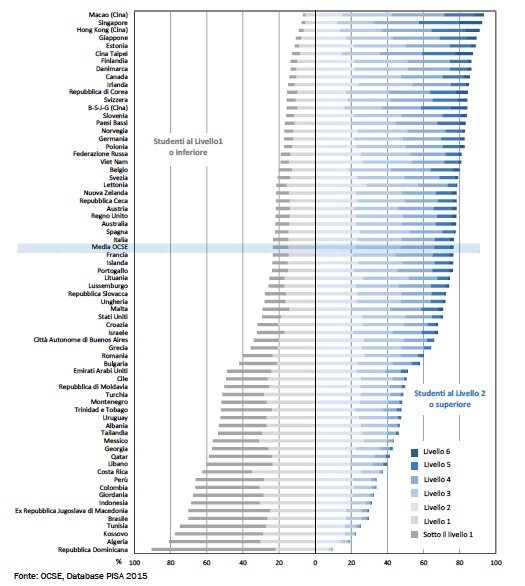 Macao (Cina)
Singapore
Hong Kong (Cina)
Giappone
Estonia
Cina Taipei
Finlandia
Danimarca
Canada
Irlanda
Repubblica di Corea
Svizzera
B-S-J-G (Cina)
Slovenia
Paesi Bassi
Norvegia
Germania
Polonia
Federazione Russa
Viet Nam
Belgio
Svezia
Lettonia
Nuova Zelanda
Repubblica Ceca
Austria
Regno Unito
Australia
Spagna
Italia
Media OCSE
Francia
Islanda
Portogallo
Lituania
Lussemburgo
Repubblica Slovacca
Ungheria
Malta
Stati Uniti
Croazia
Israele
Città Autonome di Buenos Aires
Grecia
Romania
Bulgaria
Emirati Arabi Uniti
Cile
Repubblica di Moldavia
Turchia
Montenegro
Trinidad e Tobago
Uruguay
Albania
Tailandia
Messico
Georgia
Qatar
Libano
Costa Rica
Perù
Colombia
Giordania
Indonesia
Ex Repubblica Jugoslava di Macedonia
Brasile
Tunisia
Kossovo
Algeria
Repubblica Dominicana
Studenti al Livello1
o inferiore
Studenti al Livello 2
o superiore
Livello 6
Livello 5
Livello 4
Livello 3
Livello 2
Livello 1
Sotto il livello 1
% 100 80 60 40 20 0 20 40 60 80 100
Fonte: OCSE, Database PISA 2015